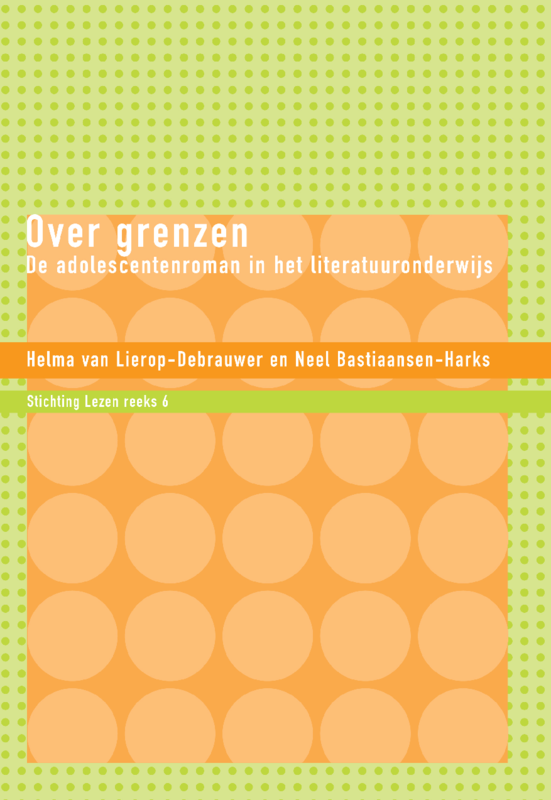 Over grenzen
De adolescentenroman in het literatuuronderwijs
Helma van Lierop-Debrauwer en Neel Bastiaansen-Harks
Stichting Lezen reeks 6